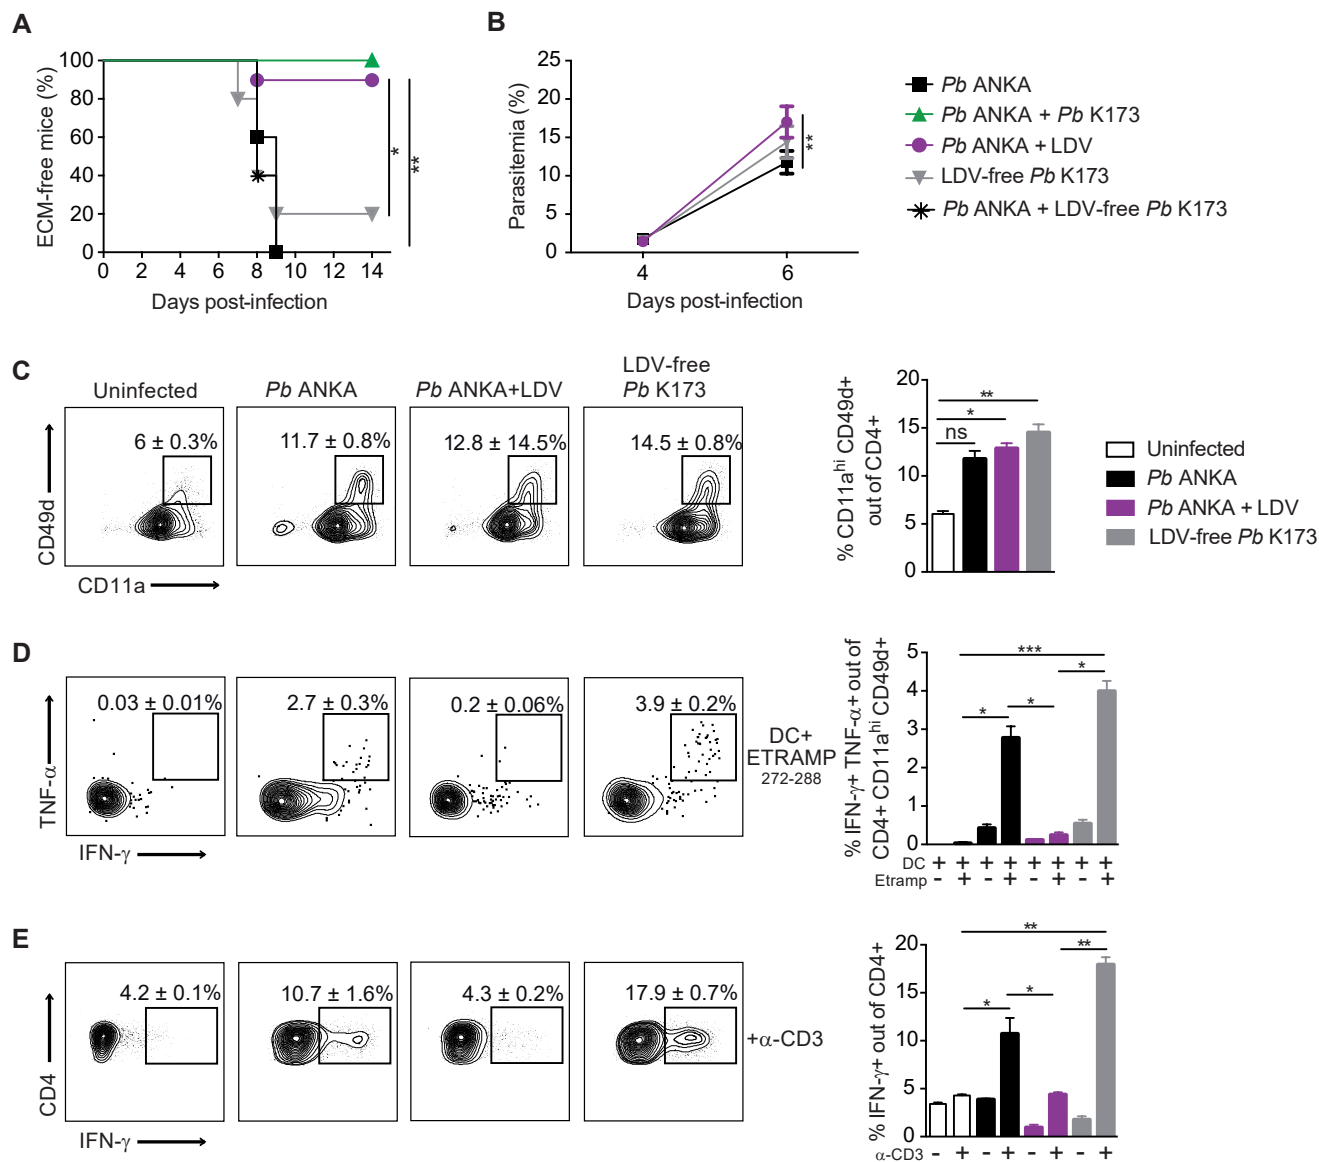 A
ECM-free mice (%)
100
80
60
40
20
0
0 2 4 6 8 10 12 14
Days post-infection
*
**
B
Parasitemia (%)
25
20
15
10
5
0
4 6
Days post-infection
**
Pb ANKA
Pb ANKA + Pb K173
Pb ANKA + LDV
LDV-free Pb K173
Pb ANKA + LDV-free Pb K173
C
Uninfected
Pb ANKA
Pb ANKA+LDV
LDV-free
Pb K173
6 ± 0.3%
11.7 ± 0.8%
12.8 ± 14.5%
14.5 ± 0.8%
CD49d
CD11a
% CD11ahi CD49d+
out of CD4+
20
15
10
5
0
**
*
ns
Uninfected
Pb ANKA
Pb ANKA + LDV
LDV-free Pb K173
D
0.03 ± 0.01%
2.7 ± 0.3%
0.2 ± 0.06%
3.9 ± 0.2%
TNF-α
IFN-γ
DC+
ETRAMP
272-288
% IFN-γ+ TNF-α+ out of
CD4+ CD11ahi CD49d+
5
4
3
2
1
0
***
*
*
*
DC + + + + + + + +
Etramp - + - + - + - +
E
4.2 ± 0.1%
10.7 ± 1.6%
4.3 ± 0.2%
17.9 ± 0.7%
CD4
IFN-γ
+α-CD3
% IFN-γ+ out of CD4+
20
15
10
5
0
**
**
*
*
α-CD3 - + - + - + - +